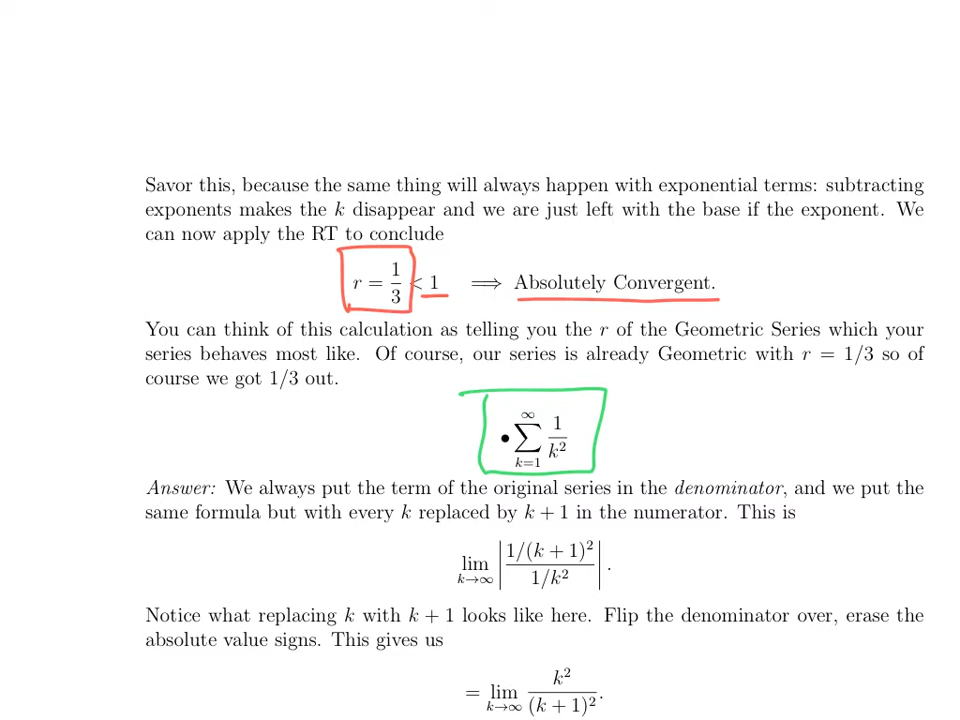 Savor this, because the same thing will always happen with exponential terms: subtracting
exponents makes the k disappear and we are just left with the base if the exponent. We
can now apply the RT to conclude
r = 1/3 < 1 ⟹ Absolutely Convergent.
You can think of this calculation as telling you the r of the Geometric Series which your
series behaves most like. Of course, our series is already Geometric with r = 1/3 so of
course we got 1/3 out.
• ∑_{k=1}^{∞} 1/k²
Answer: We always put the term of the original series in the denominator, and we put the
same formula but with every k replaced by k + 1 in the numerator. This is
lim_{k→∞} | (1/(k + 1)²) / (1/k²) | .
Notice what replacing k with k + 1 looks like here. Flip the denominator over, erase the
absolute value signs. This gives us
= lim_{k→∞} k² / (k + 1)² .